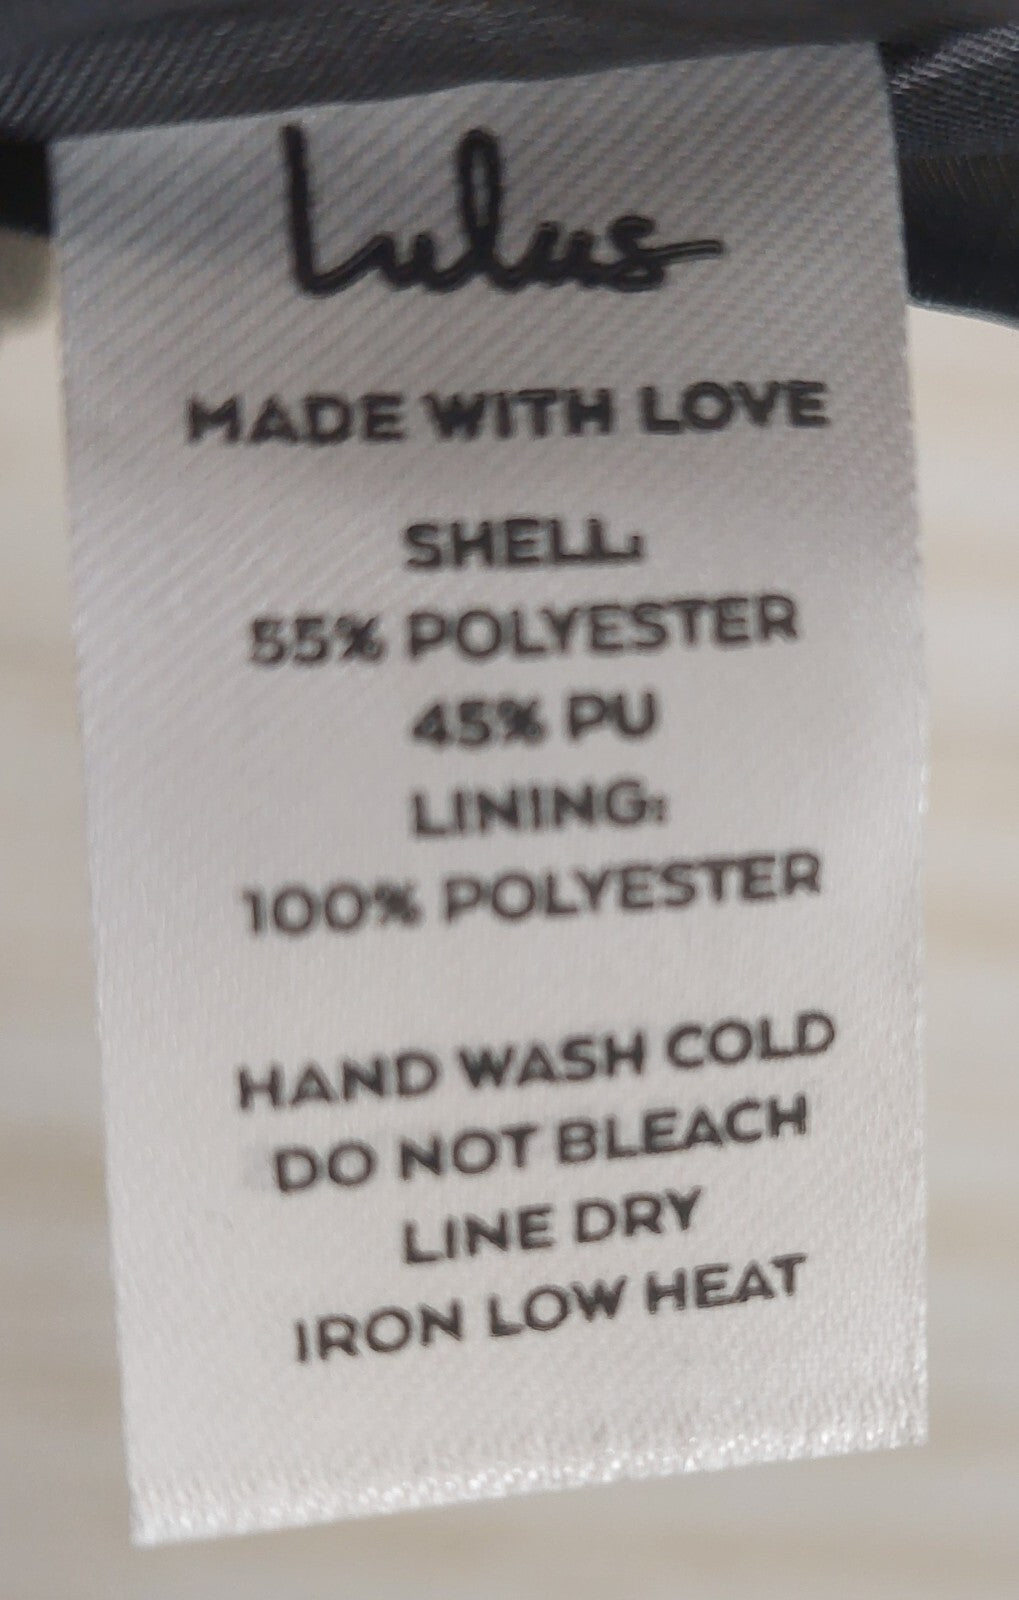 Lulus
MADE WITH LOVE
SHELL:
55% POLYESTER
45% PU
LINING:
100% POLYESTER
HAND WASH COLD
DO NOT BLEACH
LINE DRY
IRON LOW HEAT